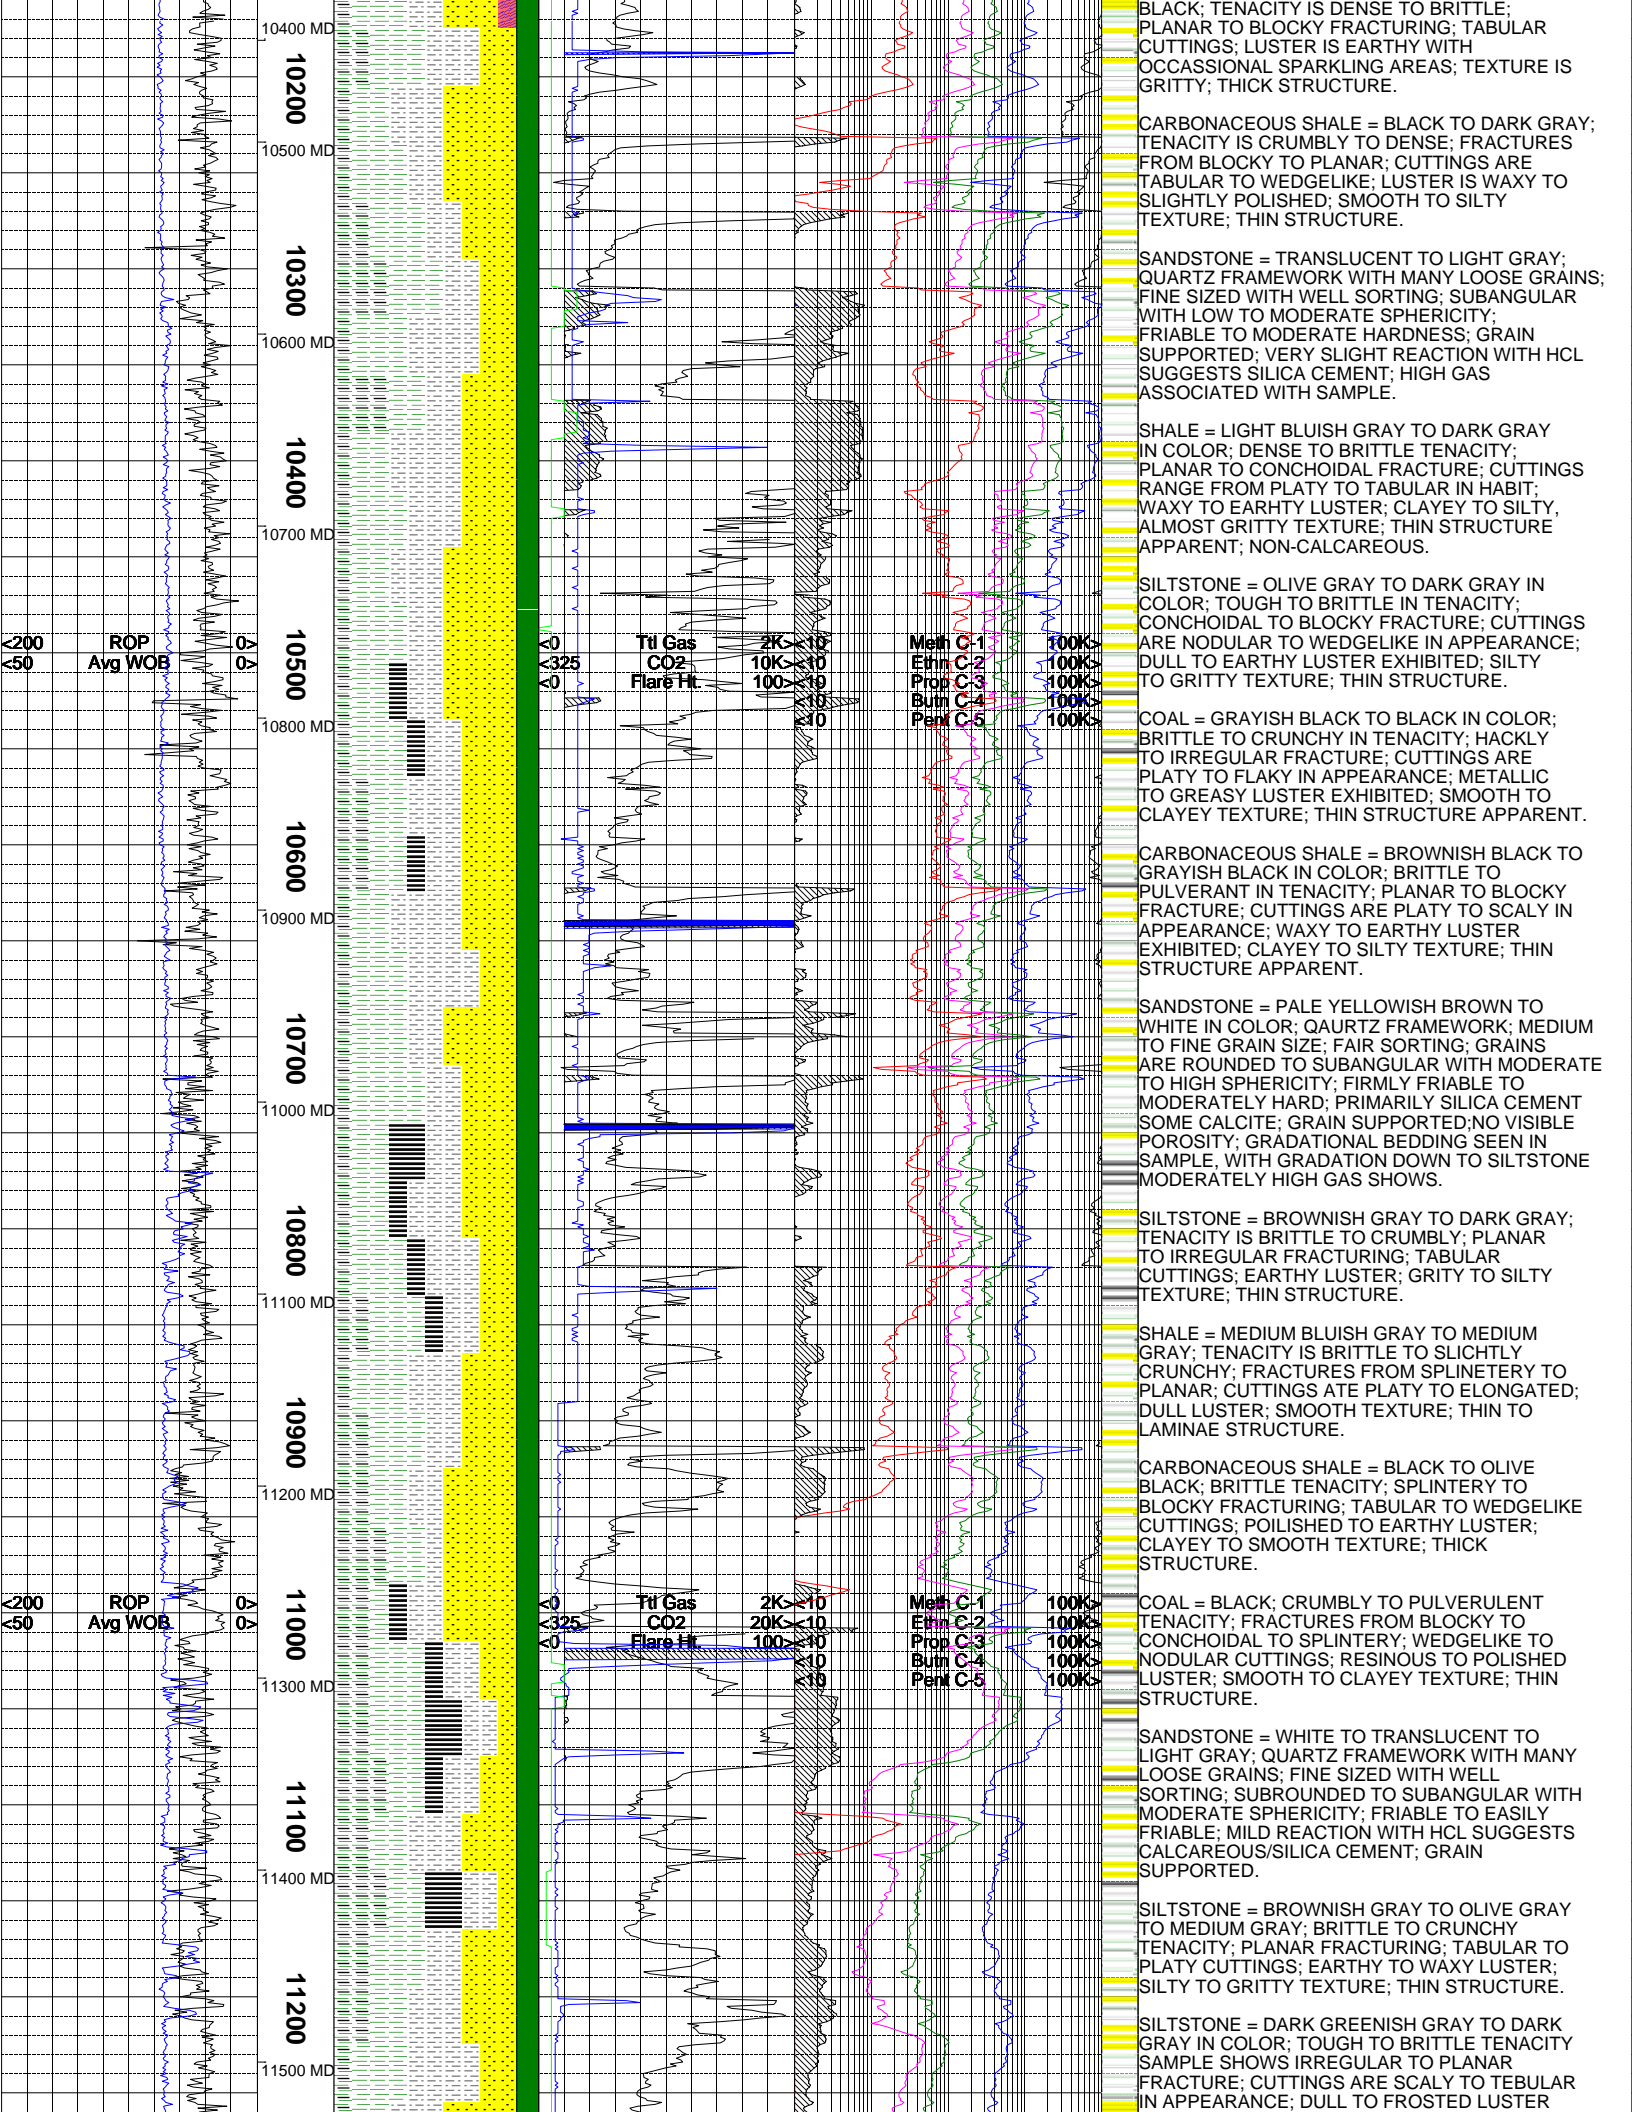 10400 MD
10200
10500 MD
10300
10600 MD
10400
10700 MD
10500
10800 MD
10600
10900 MD
10700
11000 MD
10800
11100 MD
10900
11200 MD
11000
11300 MD
11100
11400 MD
11200
11500 MD
<200 ROP 0>
<50 Avg WOB 0>
<0 Ttl Gas 2K>
<325 CO2 10K>
<0 Flare Ht. 100>
<10 Meth C-1 100K>
<10 Ethn C-2 100K>
<10 Prop C-3 100K>
<10 Butn C-4 100K>
<10 Pent C-5 100K>
<200 ROP 0>
<50 Avg WOB 0>
<0 Ttl Gas 2K>
<325 CO2 20K>
<0 Flare Ht. 100>
<10 Meth C-1 100K>
<10 Ethn C-2 100K>
<10 Prop C-3 100K>
<10 Butn C-4 100K>
<10 Pent C-5 100K>
BLACK; TENACITY IS DENSE TO BRITTLE;
PLANAR TO BLOCKY FRACTURING; TABULAR
CUTTINGS; LUSTER IS EARTHY WITH
OCCASSIONAL SPARKLING AREAS; TEXTURE IS
GRITTY; THICK STRUCTURE.
CARBONACEOUS SHALE = BLACK TO DARK GRAY;
TENACITY IS CRUMBLY TO DENSE; FRACTURES
FROM BLOCKY TO PLANAR; CUTTINGS ARE
TABULAR TO WEDGELIKE; LUSTER IS WAXY TO
SLIGHTLY POLISHED; SMOOTH TO SILTY
TEXTURE; THIN STRUCTURE.
SANDSTONE = TRANSLUCENT TO LIGHT GRAY;
QUARTZ FRAMEWORK WITH MANY LOOSE GRAINS;
FINE SIZED WITH WELL SORTING; SUBANGULAR
WITH LOW TO MODERATE SPHERICITY;
FRIABLE TO MODERATE HARDNESS; GRAIN
SUPPORTED; VERY SLIGHT REACTION WITH HCL
SUGGESTS SILICA CEMENT; HIGH GAS
ASSOCIATED WITH SAMPLE.
SHALE = LIGHT BLUISH GRAY TO DARK GRAY
IN COLOR; DENSE TO BRITTLE TENACITY;
PLANAR TO CONCHOIDAL FRACTURE; CUTTINGS
RANGE FROM PLATY TO TABULAR IN HABIT;
WAXY TO EARHTY LUSTER; CLAYEY TO SILTY,
ALMOST GRITTY TEXTURE; THIN STRUCTURE
APPARENT; NON-CALCAREOUS.
SILTSTONE = OLIVE GRAY TO DARK GRAY IN
COLOR; TOUGH TO BRITTLE IN TENACITY;
CONCHOIDAL TO BLOCKY FRACTURE; CUTTINGS
ARE NODULAR TO WEDGELIKE IN APPEARANCE;
DULL TO EARTHY LUSTER EXHIBITED; SILTY
TO GRITTY TEXTURE; THIN STRUCTURE.
COAL = GRAYISH BLACK TO BLACK IN COLOR;
BRITTLE TO CRUNCHY IN TENACITY; HACKLY
TO IRREGULAR FRACTURE; CUTTINGS ARE
PLATY TO FLAKY IN APPEARANCE; METALLIC
TO GREASY LUSTER EXHIBITED; SMOOTH TO
CLAYEY TEXTURE; THIN STRUCTURE APPARENT.
CARBONACEOUS SHALE = BROWNISH BLACK TO
GRAYISH BLACK IN COLOR; BRITTLE TO
PULVERANT IN TENACITY; PLANAR TO BLOCKY
FRACTURE; CUTTINGS ARE PLATY TO SCALY IN
APPEARANCE; WAXY TO EARTHY LUSTER
EXHIBITED; CLAYEY TO SILTY TEXTURE; THIN
STRUCTURE APPARENT.
SANDSTONE = PALE YELLOWISH BROWN TO
WHITE IN COLOR; QAURTZ FRAMEWORK; MEDIUM
TO FINE GRAIN SIZE; FAIR SORTING; GRAINS
ARE ROUNDED TO SUBANGULAR WITH MODERATE
TO HIGH SPHERICITY; FIRMLY FRIABLE TO
MODERATELY HARD; PRIMARILY SILICA CEMENT
SOME CALCITE; GRAIN SUPPORTED;NO VISIBLE
POROSITY; GRADATIONAL BEDDING SEEN IN
SAMPLE, WITH GRADATION DOWN TO SILTSTONE
MODERATELY HIGH GAS SHOWS.
SILTSTONE = BROWNISH GRAY TO DARK GRAY;
TENACITY IS BRITTLE TO CRUMBLY; PLANAR
TO IRREGULAR FRACTURING; TABULAR
CUTTINGS; EARTHY LUSTER; GRITY TO SILTY
TEXTURE; THIN STRUCTURE.
SHALE = MEDIUM BLUISH GRAY TO MEDIUM
GRAY; TENACITY IS BRITTLE TO SLICHTLY
CRUNCHY; FRACTURES FROM SPLINETERY TO
PLANAR; CUTTINGS ATE PLATY TO ELONGATED;
DULL LUSTER; SMOOTH TEXTURE; THIN TO
LAMINAE STRUCTURE.
CARBONACEOUS SHALE = BLACK TO OLIVE
BLACK; BRITTLE TENACITY; SPLINTERY TO
BLOCKY FRACTURING; TABULAR TO WEDGELIKE
CUTTINGS; POILISHED TO EARTHY LUSTER;
CLAYEY TO SMOOTH TEXTURE; THICK
STRUCTURE.
COAL = BLACK; CRUMBLY TO PULVERULENT
TENACITY; FRACTURES FROM BLOCKY TO
CONCHOIDAL TO SPLINTERY; WEDGELIKE TO
NODULAR CUTTINGS; RESINOUS TO POLISHED
LUSTER; SMOOTH TO CLAYEY TEXTURE; THIN
STRUCTURE.
SANDSTONE = WHITE TO TRANSLUCENT TO
LIGHT GRAY; QUARTZ FRAMEWORK WITH MANY
LOOSE GRAINS; FINE SIZED WITH WELL
SORTING; SUBROUNDED TO SUBANGULAR WITH
MODERATE SPHERICITY; FRIABLE TO EASILY
FRIABLE; MILD REACTION WITH HCL SUGGESTS
CALCAREOUS/SILICA CEMENT; GRAIN
SUPPORTED.
SILTSTONE = BROWNISH GRAY TO OLIVE GRAY
TO MEDIUM GRAY; BRITTLE TO CRUNCHY
TENACITY; PLANAR FRACTURING; TABULAR TO
PLATY CUTTINGS; EARTHY TO WAXY LUSTER;
SILTY TO GRITTY TEXTURE; THIN STRUCTURE.
SILTSTONE = DARK GREENISH GRAY TO DARK
GRAY IN COLOR; TOUGH TO BRITTLE TENACITY
SAMPLE SHOWS IRREGULAR TO PLANAR
FRACTURE; CUTTINGS ARE SCALY TO TEBULAR
IN APPEARANCE; DULL TO FROSTED LUSTER